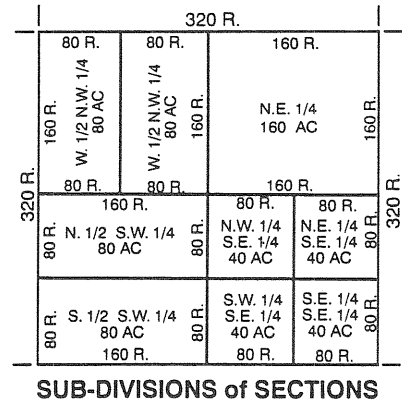 320 R.
80 R.
80 R.
160 R.
160 R.
W. 1/2 N.W. 1/4
80 AC
W. 1/2 N.W. 1/4
80 AC
160 R.
N.E. 1/4
160 AC
160 R.
80 R.
80 R.
160 R.
320 R.
320 R.
160 R.
80 R.
N. 1/2 S.W. 1/4
80 AC
80 R.
80 R.
N.W. 1/4
S.E. 1/4
40 AC
80 R.
N.E. 1/4
S.E. 1/4
40 AC
80 R.
80 R.
S. 1/2 S.W. 1/4
80 AC
160 R.
80 R.
S.W. 1/4
S.E. 1/4
40 AC
80 R.
S.E. 1/4
S.E. 1/4
40 AC
80 R.
80 R.
SUB-DIVISIONS of SECTIONS